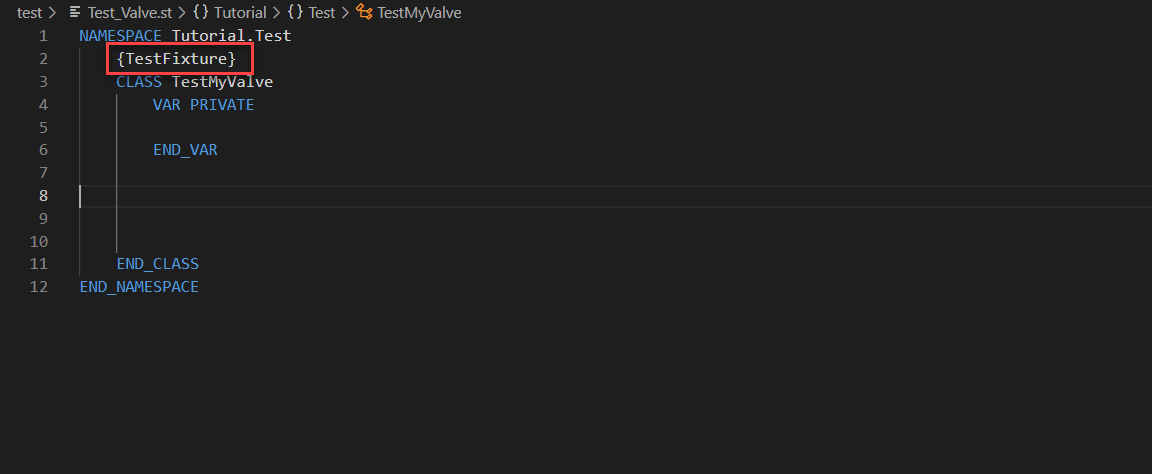 test > Test_Valve.st > {} Tutorial > {} Test > TestMyValve
1 NAMESPACE Tutorial.Test
2 {TestFixture}
3 CLASS TestMyValve
4 VAR PRIVATE
5
6 END_VAR
7
8
9
10
11 END_CLASS
12 END_NAMESPACE